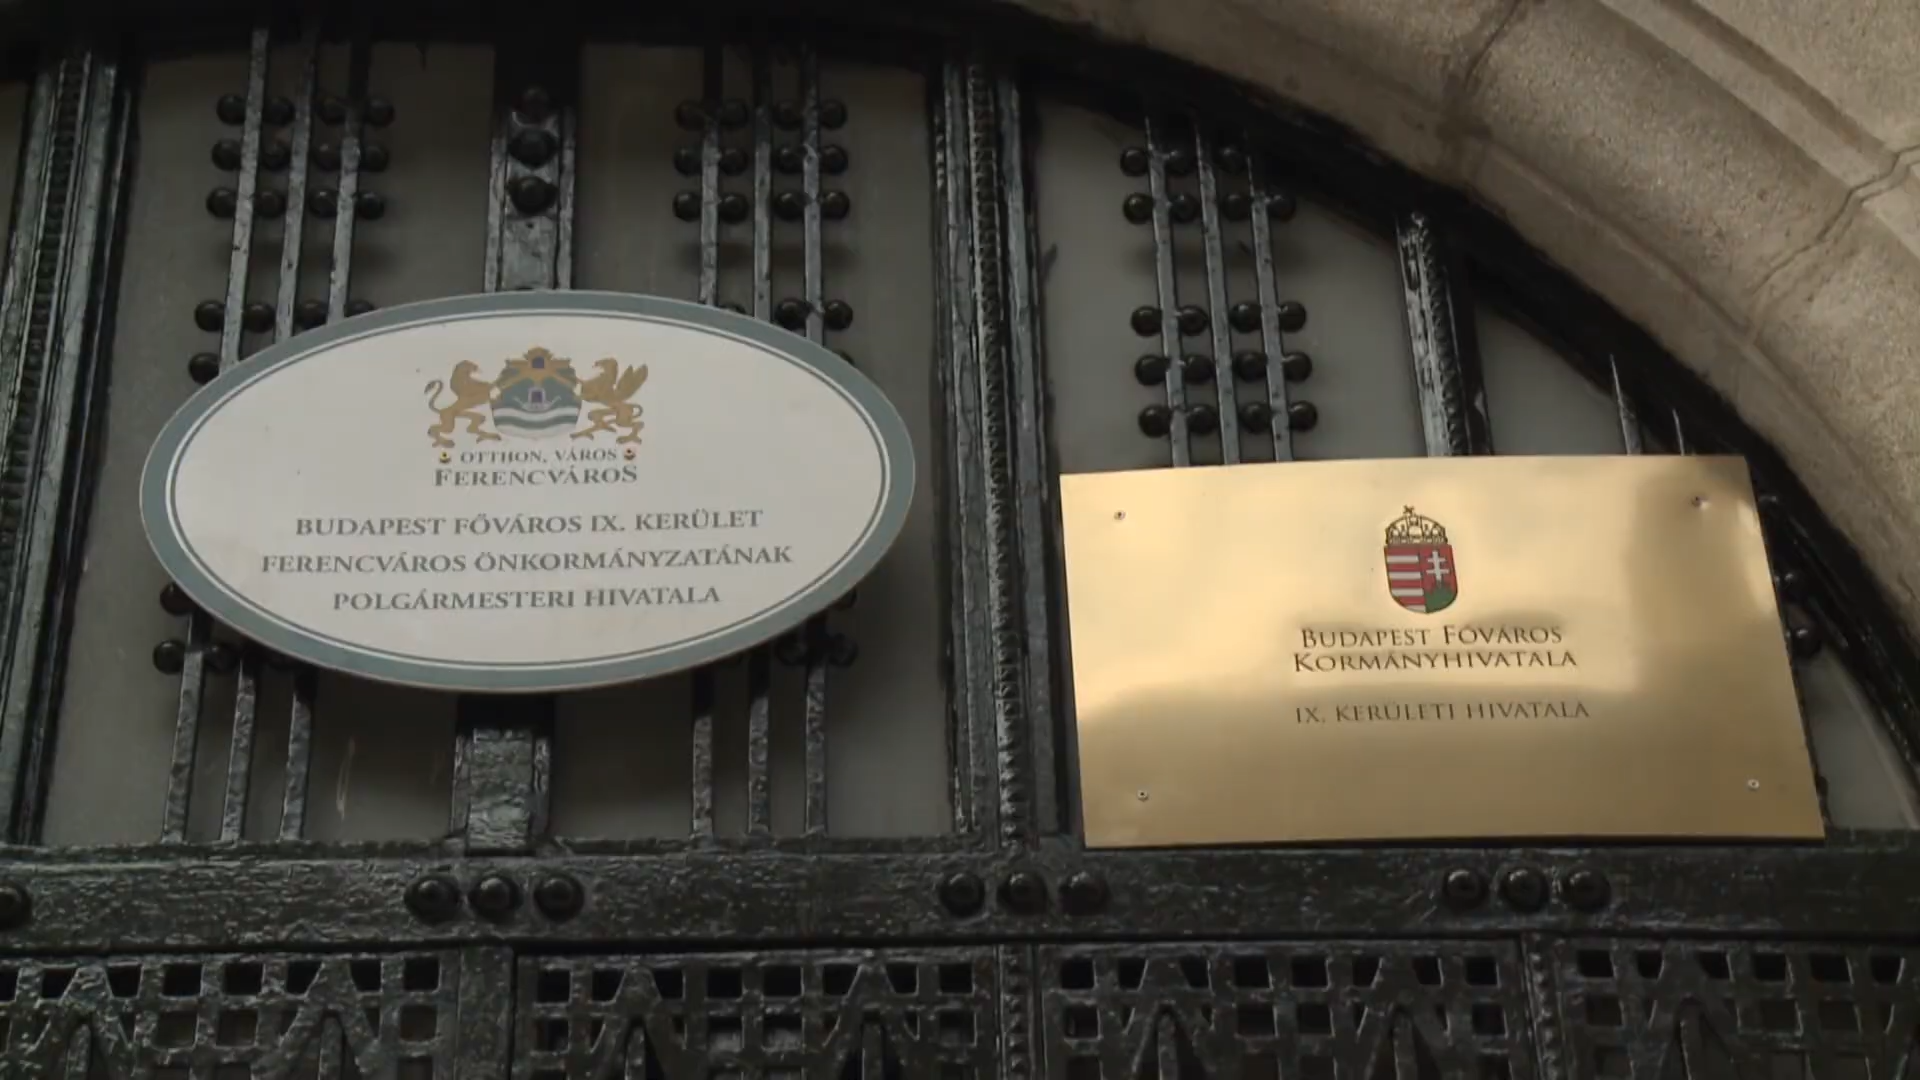 OTTHON, VÁROS
FERENCVÁROS
BUDAPEST FŐVÁROS IX. KERÜLET
FERENCVÁROS ÖNKORMÁNYZATÁNAK
POLGÁRMESTERI HIVATALA
BUDAPEST FŐVÁROS
KORMÁNYHIVATALA
IX. KERÜLETI HIVATALA